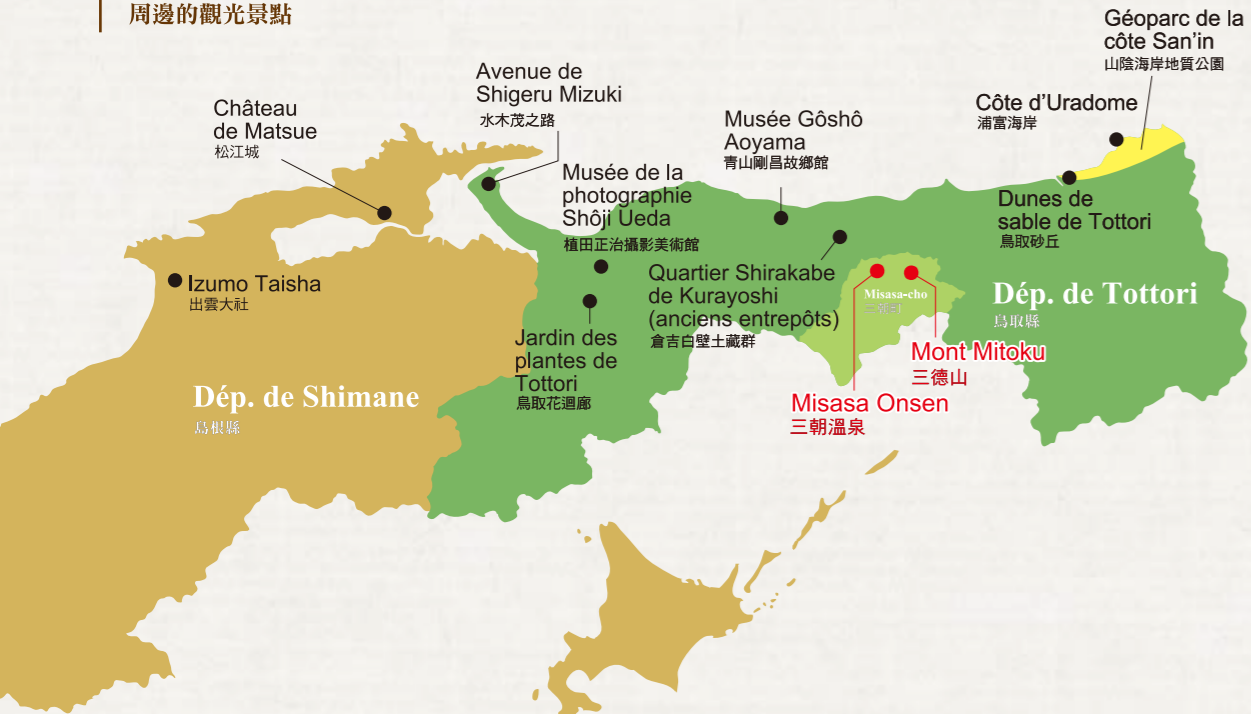 周邊的觀光景點
Géoparc de la
côte San’in
山陰海岸地質公園
Avenue de
Shigeru Mizuki
水木茂之路
Château
de Matsue
松江城
Musée Gôshô
Aoyama
青山剛昌故鄉館
Côte d’Uradome
浦富海岸
Musée de la
photographie
Shôji Ueda
植田正治攝影美術館
Dunes de
sable de Tottori
鳥取砂丘
Izumo Taisha
出雲大社
Quartier Shirakabe
de Kurayoshi
(anciens entrepôts)
倉吉白壁土藏群
Misasa-cho
Dép. de Tottori
鳥取縣
Jardin des
plantes de
Tottori
鳥取花迴廊
Mont Mitoku
三德山
Dép. de Shimane
島根縣
Misasa Onsen
三朝溫泉